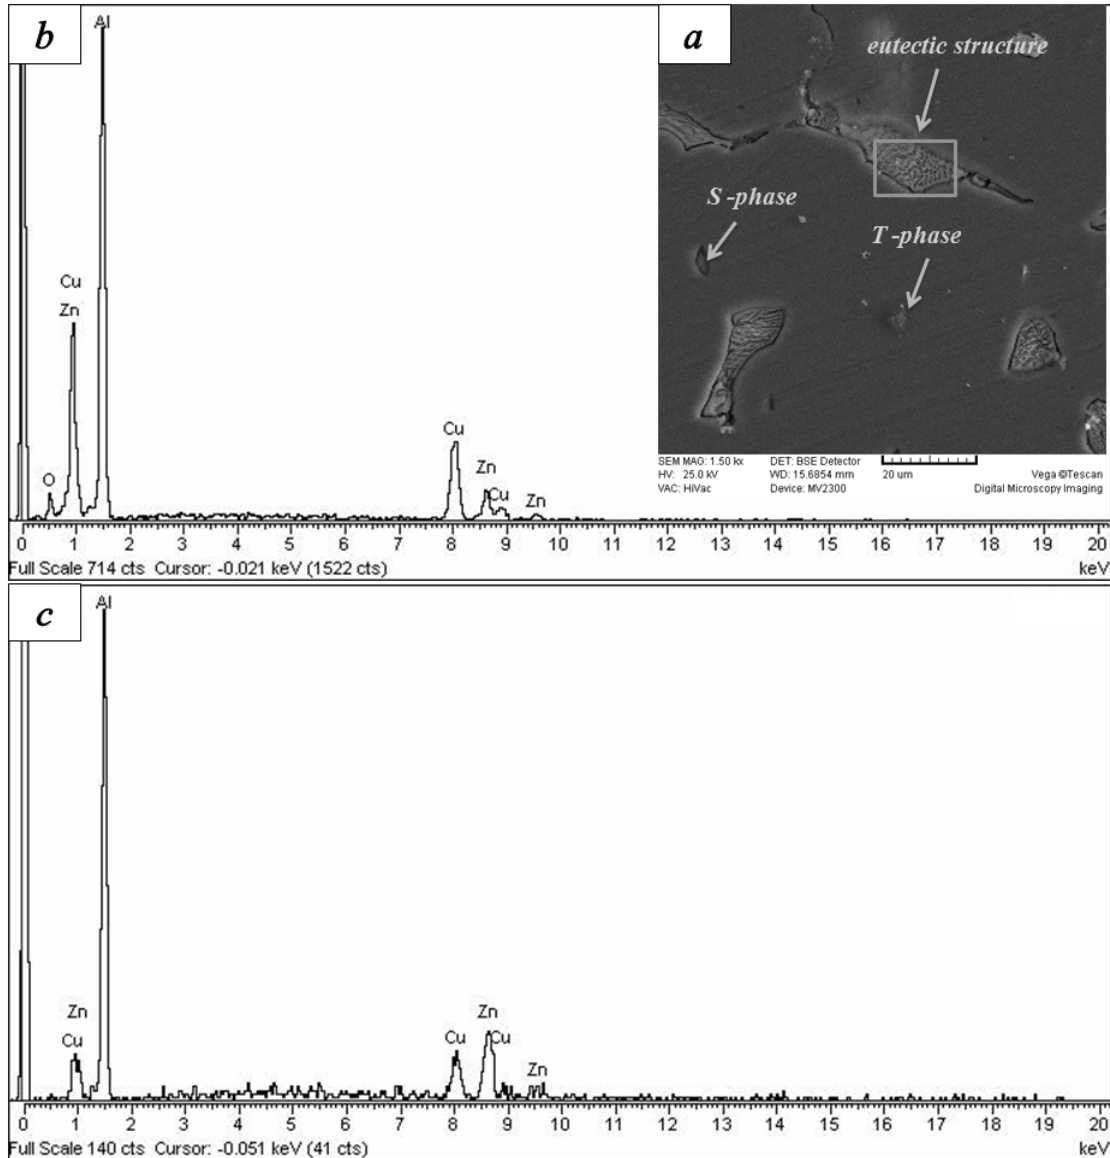 b
Al
Cu
Zn
O
Cu
Zn
Cu
Zn
0 1 2 3 4 5 6 7 8 9 10 11 12 13 14 15 16 17 18 19 20
Full Scale 714 cts Cursor: -0.021 keV (1522 cts)
keV
a
eutectic structure
S -phase
T -phase
SEM MAG: 1.50 kx DET: BSE Detector
HV: 25.0 kV WD: 15.6854 mm 20 um Vega ©Tescan
VAC: HiVac Device: MV2300 Digital Microscopy Imaging
c
Al
Zn
Cu
Cu
Zn
Cu
Zn
0 1 2 3 4 5 6 7 8 9 10 11 12 13 14 15 16 17 18 19 20
Full Scale 140 cts Cursor: -0.051 keV (41 cts)
keV